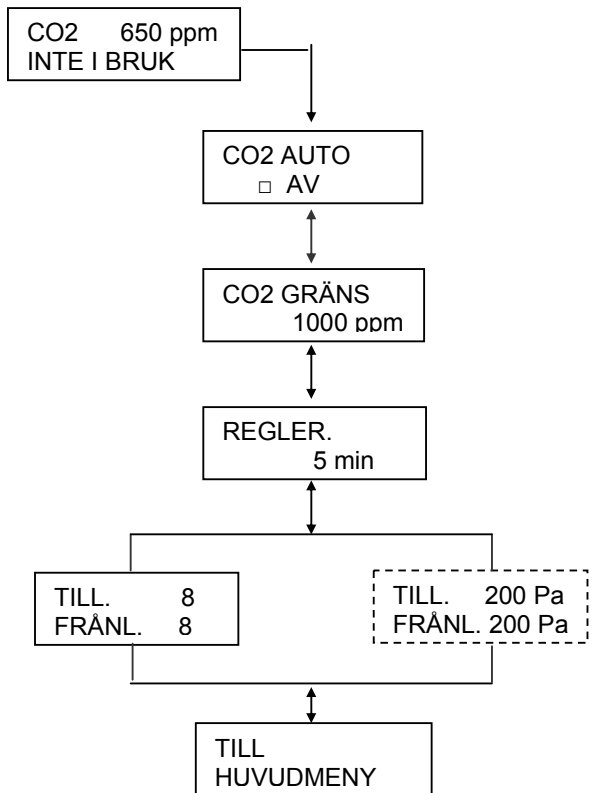 CO2 650 ppm
INTE I BRUK
CO2 AUTO
□ AV
CO2 GRÄNS
1000 ppm
REGLER.
5 min
TILL. 8
FRÅNL. 8
TILL. 200 Pa
FRÅNL. 200 Pa
TILL
HUVUDMENY